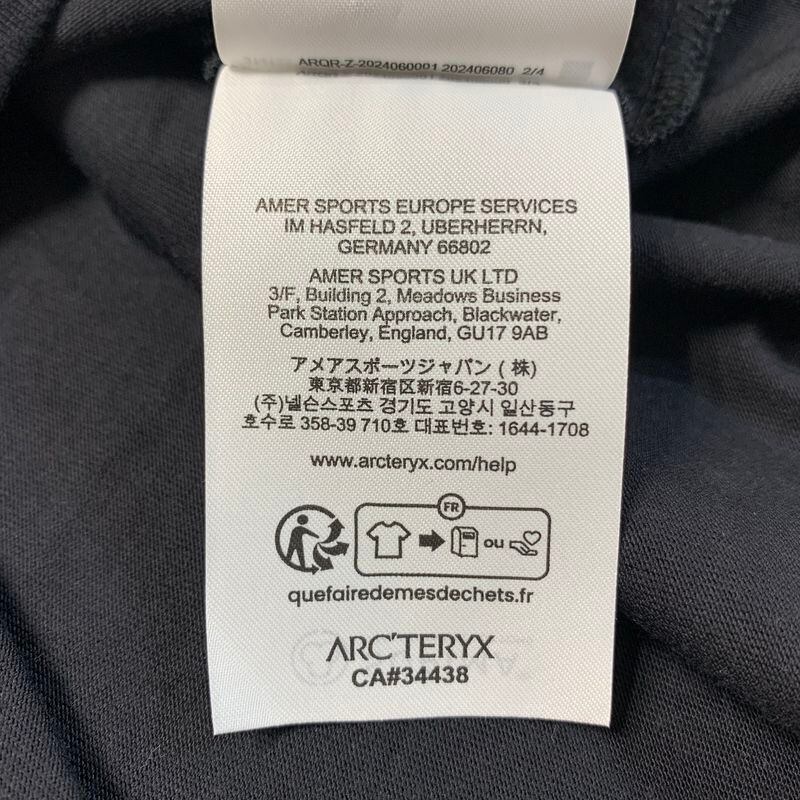 ARQR-Z-2024060001 202406080 2/4
AMER SPORTS EUROPE SERVICES
IM HASFELD 2, UBERHERRN,
GERMANY 66802
AMER SPORTS UK LTD
3/F, Building 2, Meadows Business
Park Station Approach, Blackwater,
Camberley, England, GU17 9AB
アメアスポーツジャパン (株)
東京都新宿区新宿6-27-30
(주)넬슨스포츠 경기도 고양시 일산동구
호수로 358-39 710호 대표번호: 1644-1708
www.arcteryx.com/help
FR
ou
quefairedemesdechets.fr
ARC'TERYX
CA#34438